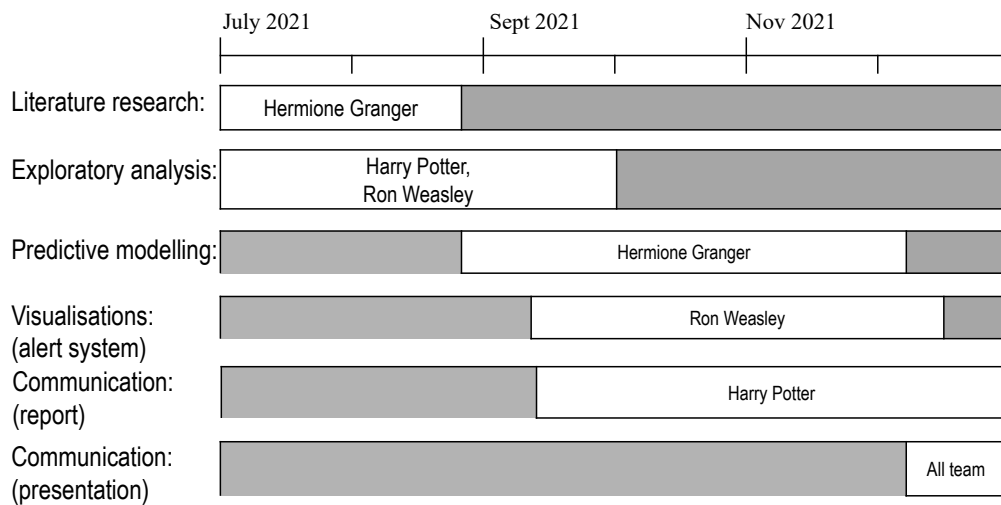 July 2021
Sept 2021
Nov 2021
Literature research:
Hermione Granger
Exploratory analysis:
Harry Potter,
Ron Weasley
Predictive modelling:
Hermione Granger
Visualisations:
(alert system)
Ron Weasley
Communication:
(report)
Harry Potter
Communication:
(presentation)
All team